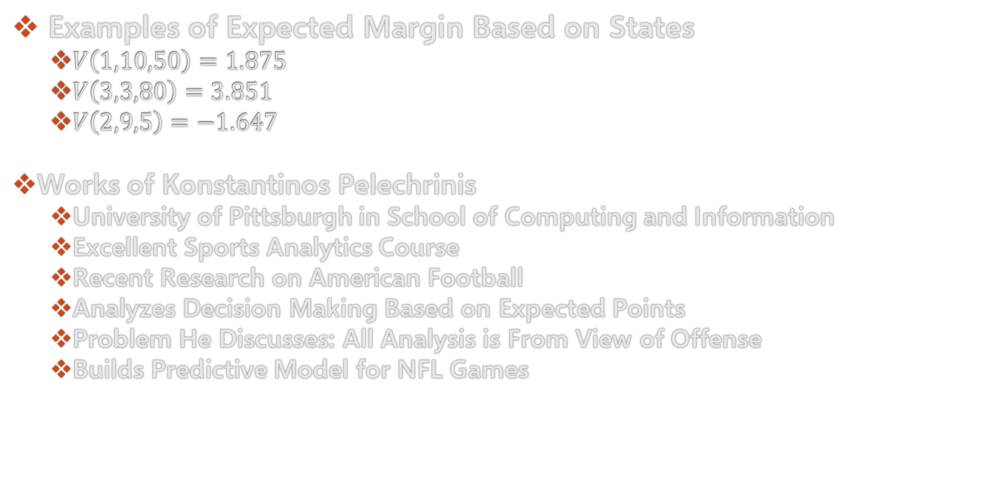 ❖ Examples of Expected Margin Based on States
❖V(1,10,50) = 1.875
❖V(3,3,80) = 3.851
❖V(2,9,5) = −1.647
❖Works of Konstantinos Pelechrinis
❖University of Pittsburgh in School of Computing and Information
❖Excellent Sports Analytics Course
❖Recent Research on American Football
❖Analyzes Decision Making Based on Expected Points
❖Problem He Discusses: All Analysis is From View of Offense
❖Builds Predictive Model for NFL Games